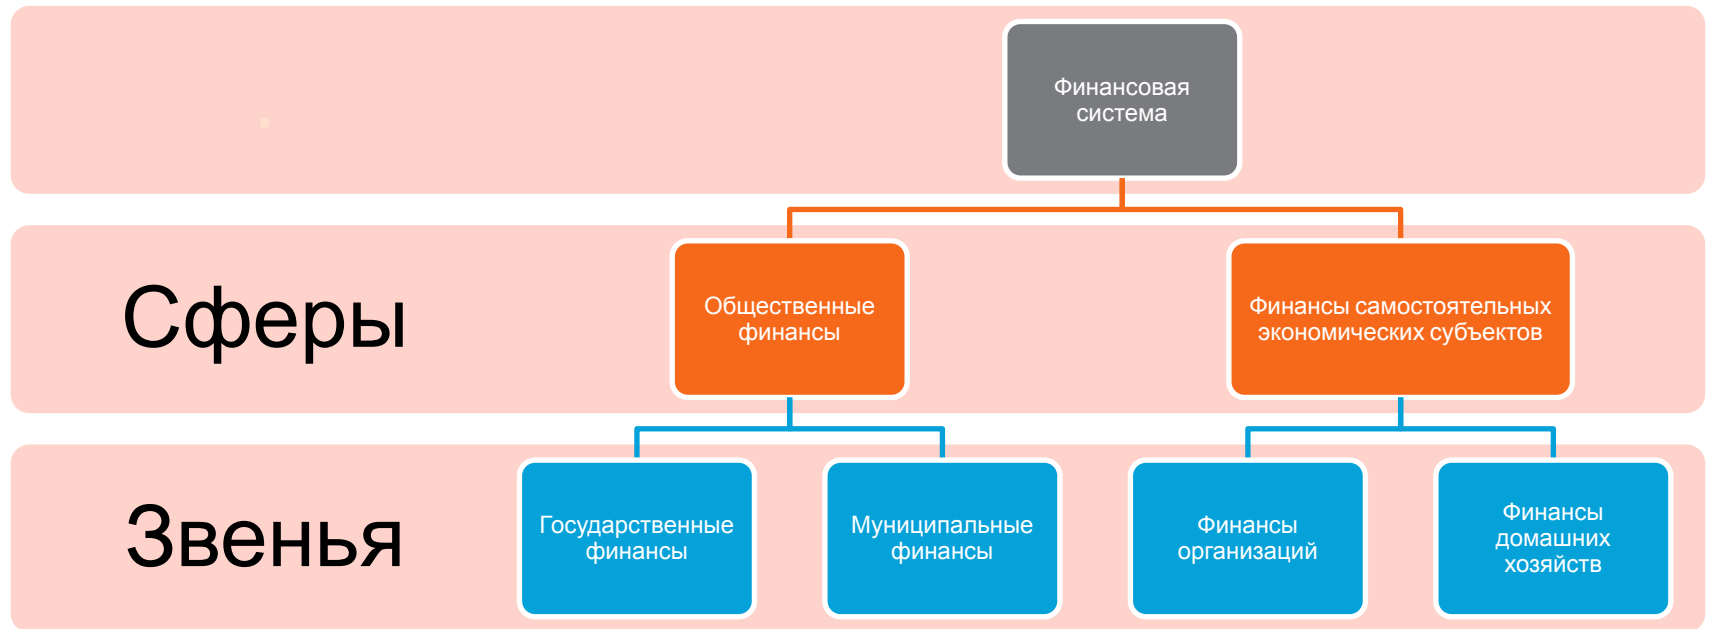 Финансовая
система
Сферы
Общественные
финансы
Финансы самостоятельных
экономических субъектов
Звенья
Государственные
финансы
Муниципальные
финансы
Финансы
организаций
Финансы
домашних
хозяйств